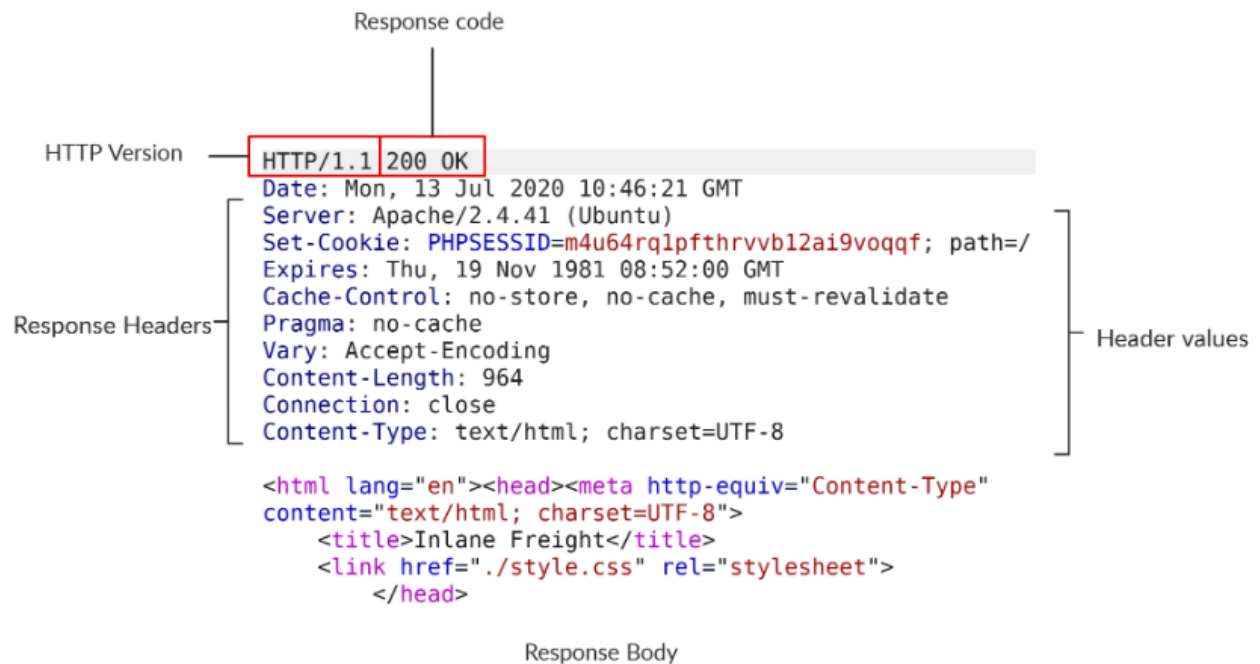 Response code
HTTP Version
HTTP/1.1 200 OK
Date: Mon, 13 Jul 2020 10:46:21 GMT
Server: Apache/2.4.41 (Ubuntu)
Set-Cookie: PHPSESSID=m4u64rq1pfthrvvb12ai9voqqf; path=/
Expires: Thu, 19 Nov 1981 08:52:00 GMT
Cache-Control: no-store, no-cache, must-revalidate
Response Headers
Pragma: no-cache
Header values
Vary: Accept-Encoding
Content-Length: 964
Connection: close
Content-Type: text/html; charset=UTF-8
<html lang="en"><head><meta http-equiv="Content-Type"
content="text/html; charset=UTF-8">
<title>Inlane Freight</title>
<link href="./style.css" rel="stylesheet">
</head>
Response Body